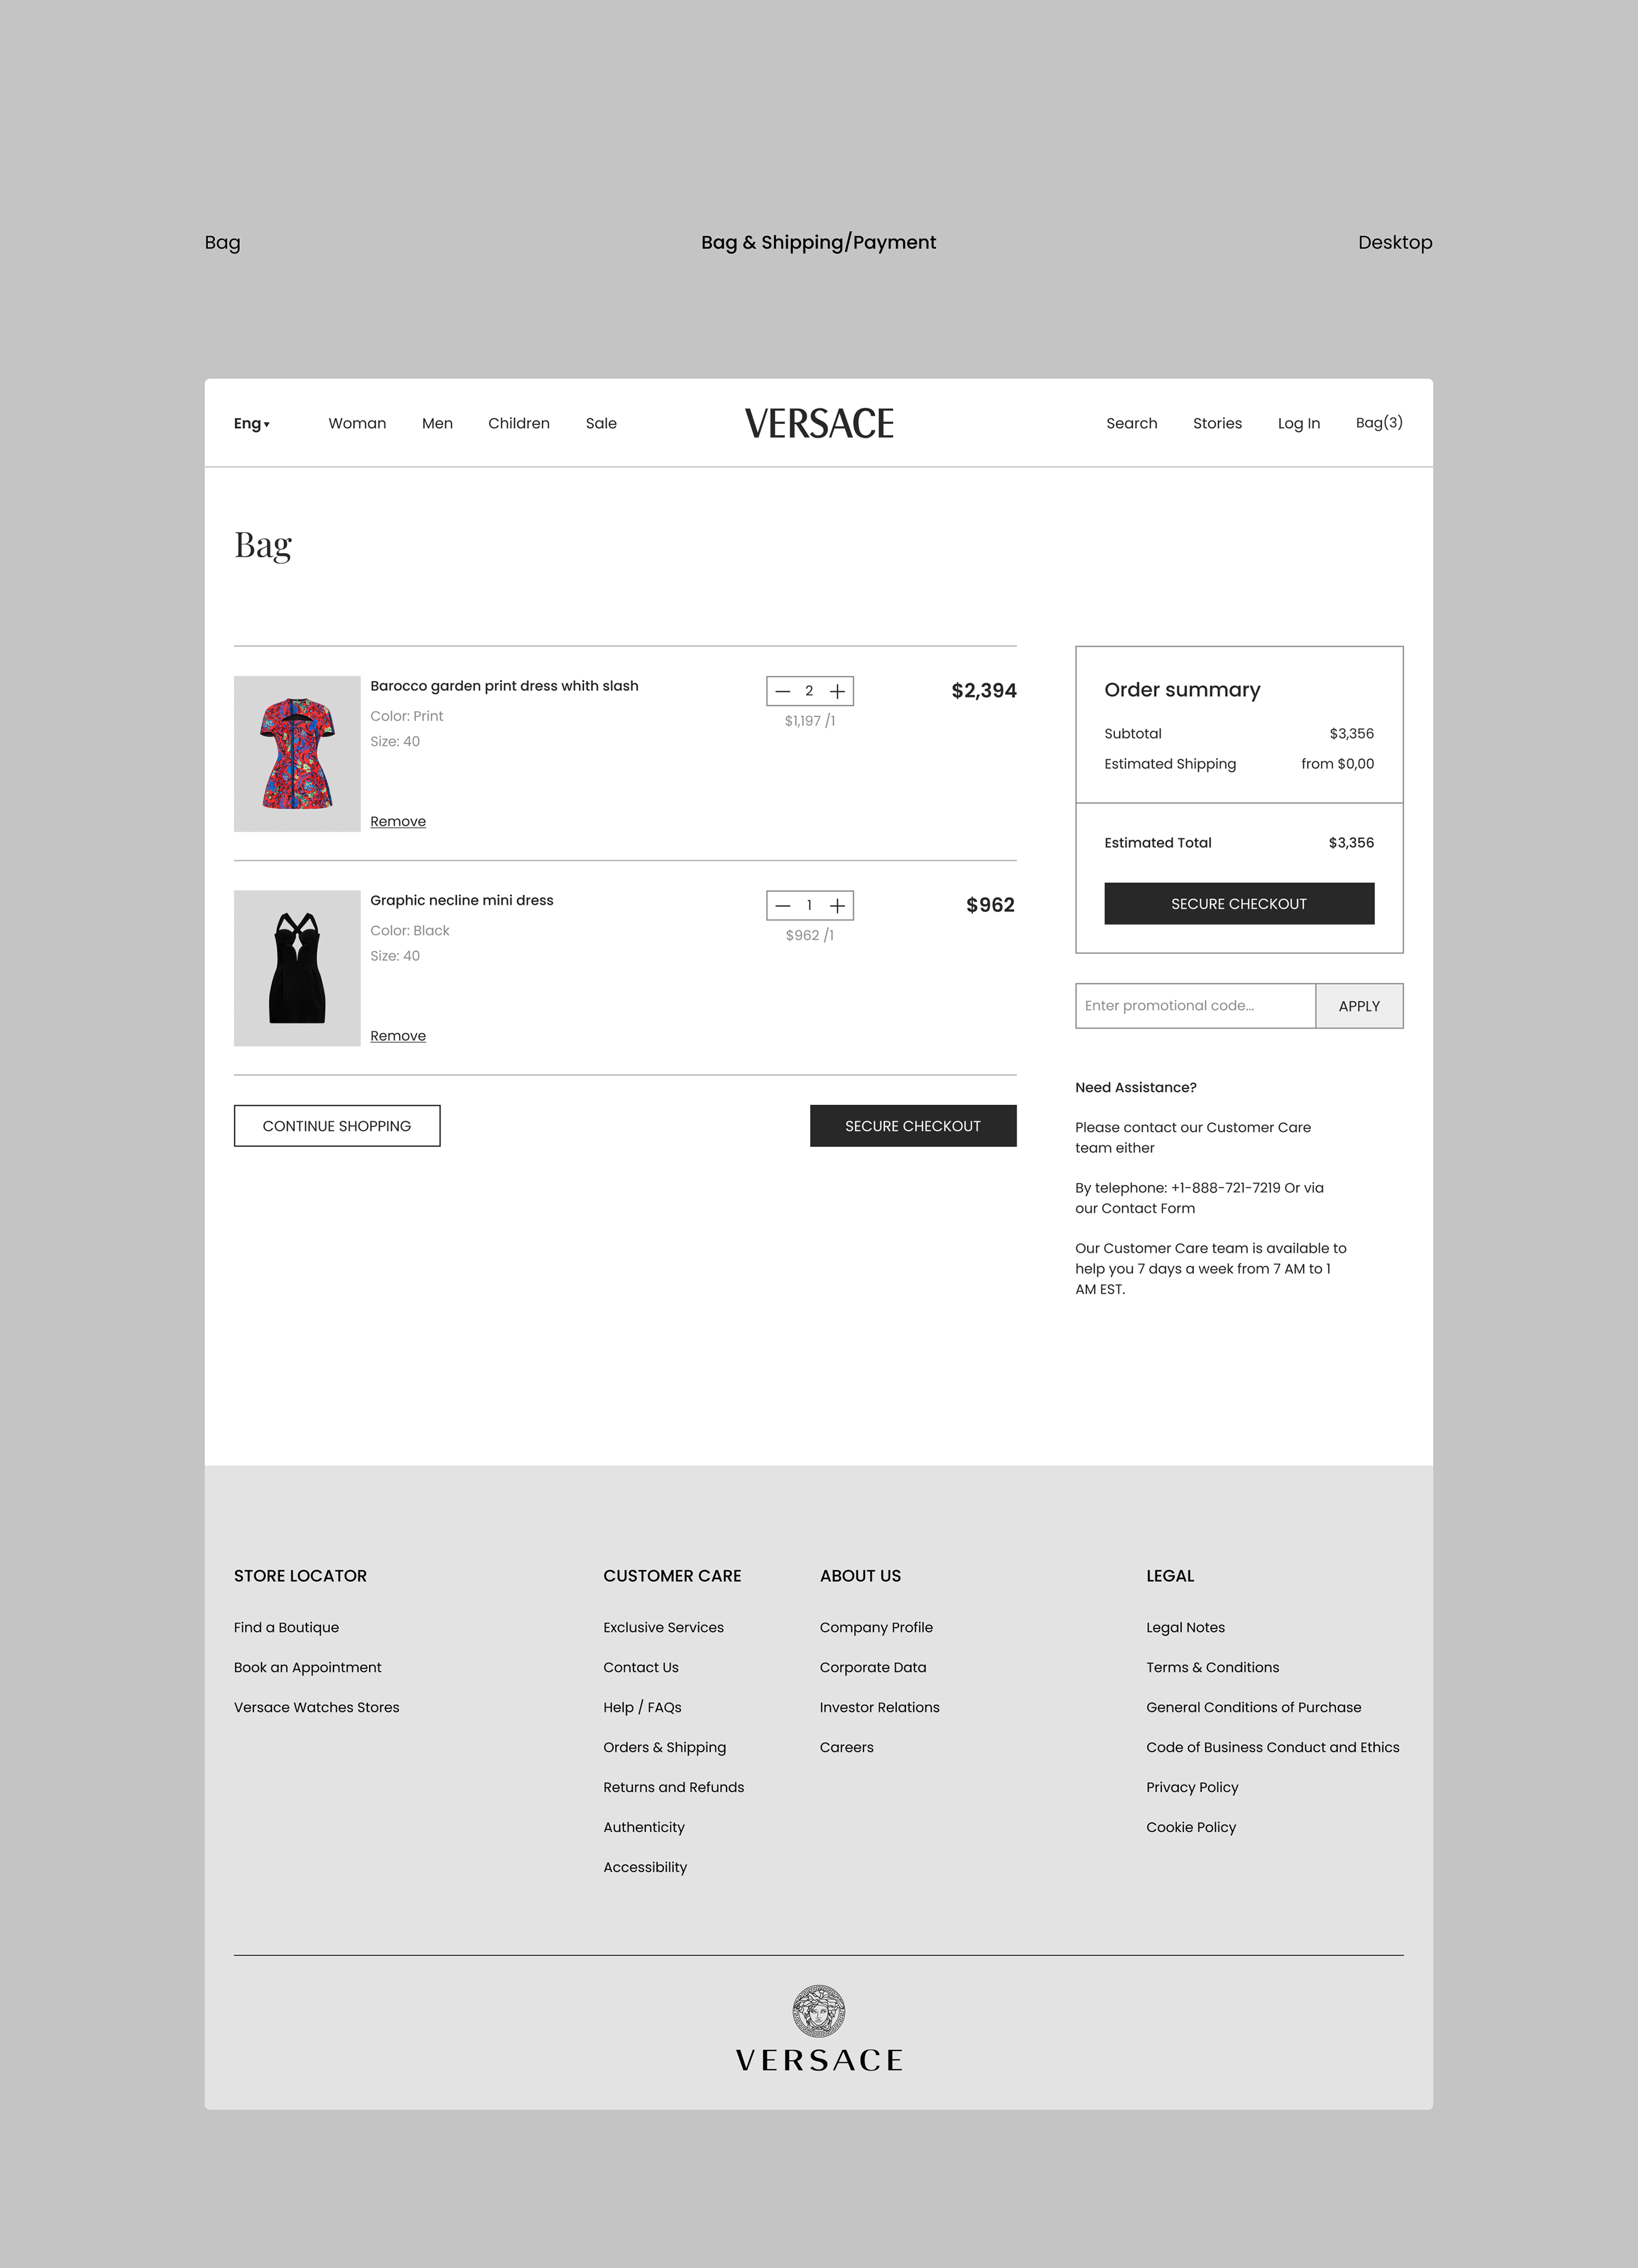 Bag
Bag & Shipping/Payment
Desktop
Eng
Woman
Men
Children
Sale
VERSACE
Search
Stories
Log In
Bag(3)
Bag
Barocco garden print dress whith slash
Color: Print
Size: 40
Remove
2
$1,197 /1
$2,394
Graphic necline mini dress
Color: Black
Size: 40
Remove
1
$962 /1
$962
CONTINUE SHOPPING
SECURE CHECKOUT
Order summary
Subtotal $3,356
Estimated Shipping from $0,00
Estimated Total $3,356
SECURE CHECKOUT
Enter promotional code...
APPLY
Need Assistance?
Please contact our Customer Care
team either
By telephone: +1-888-721-7219 Or via
our Contact Form
Our Customer Care team is available to
help you 7 days a week from 7 AM to 1
AM EST.
STORE LOCATOR
Find a Boutique
Book an Appointment
Versace Watches Stores
CUSTOMER CARE
Exclusive Services
Contact Us
Help / FAQs
Orders & Shipping
Returns and Refunds
Authenticity
Accessibility
ABOUT US
Company Profile
Corporate Data
Investor Relations
Careers
LEGAL
Legal Notes
Terms & Conditions
General Conditions of Purchase
Code of Business Conduct and Ethics
Privacy Policy
Cookie Policy
VERSACE